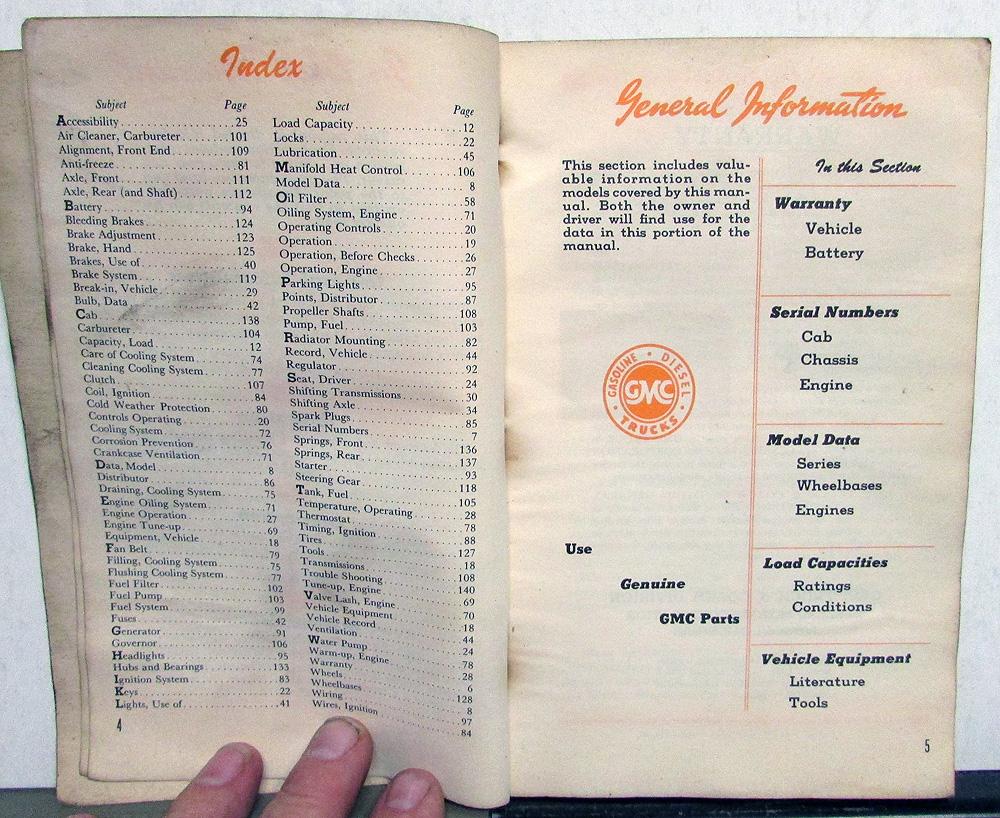 Index
Subject Page
Accessibility 25
Air Cleaner, Carbureter 101
Alignment, Front End 109
Anti-freeze 81
Axle, Front 111
Axle, Rear (and Shaft) 112
Battery 94
Bleeding Brakes 124
Brake Adjustment 123
Brake, Hand 125
Brakes, Use of 40
Brake System 119
Break-in, Vehicle 29
Bulb, Data 42
Cab 138
Carbureter 104
Capacity, Load 12
Care of Cooling System 74
Cleaning Cooling System 77
Clutch 107
Coil, Ignition 84
Cold Weather Protection 80
Controls Operating 20
Cooling System 72
Corrosion Prevention 76
Crankcase Ventilation 71
Data, Model 8
Distributor 86
Draining, Cooling System 75
Engine Oiling System 71
Engine Operation 27
Engine Tune-up 69
Equipment, Vehicle 18
Fan Belt 79
Filling, Cooling System 75
Flushing Cooling System 77
Fuel Filter 102
Fuel Pump 103
Fuel System 99
Fuses 42
Generator 91
Governor 106
Headlights 95
Hubs and Bearings 133
Ignition System 83
Keys 22
Lights, Use of 41
Subject Page
Load Capacity 12
Locks 22
Lubrication 45
Manifold Heat Control 106
Model Data 8
Oil Filter 58
Oiling System, Engine 71
Operating Controls 20
Operation 19
Operation, Before Checks 26
Operation, Engine 27
Parking Lights 95
Points, Distributor 87
Propeller Shafts 108
Pump, Fuel 103
Radiator Mounting 82
Record, Vehicle 44
Regulator 92
Seat, Driver 24
Shifting Transmissions 30
Shifting Axle 34
Spark Plugs 85
Serial Numbers 7
Springs, Front 136
Springs, Rear 137
Starter 93
Steering Gear 118
Tank, Fuel 105
Temperature, Operating 28
Thermostat 78
Timing, Ignition 88
Tires 127
Tools 18
Transmissions 108
Trouble Shooting 140
Tune-up, Engine 69
Valve Lash, Engine 70
Vehicle Equipment 18
Vehicle Record 44
Ventilation 24
Water Pump 78
Warm-up, Engine 28
Warranty 6
Wheels 128
Wheelbases 8
Wiring 97
Wires, Ignition 84
4
General Information
This section includes valu-
able information on the
models covered by this man-
ual. Both the owner and
driver will find use for the
data in this portion of the
manual.
GASOLINE • DIESEL
GMC
• TRUCKS •
Use
Genuine
GMC Parts
In this Section
Warranty
Vehicle
Battery
Serial Numbers
Cab
Chassis
Engine
Model Data
Series
Wheelbases
Engines
Load Capacities
Ratings
Conditions
Vehicle Equipment
Literature
Tools
5